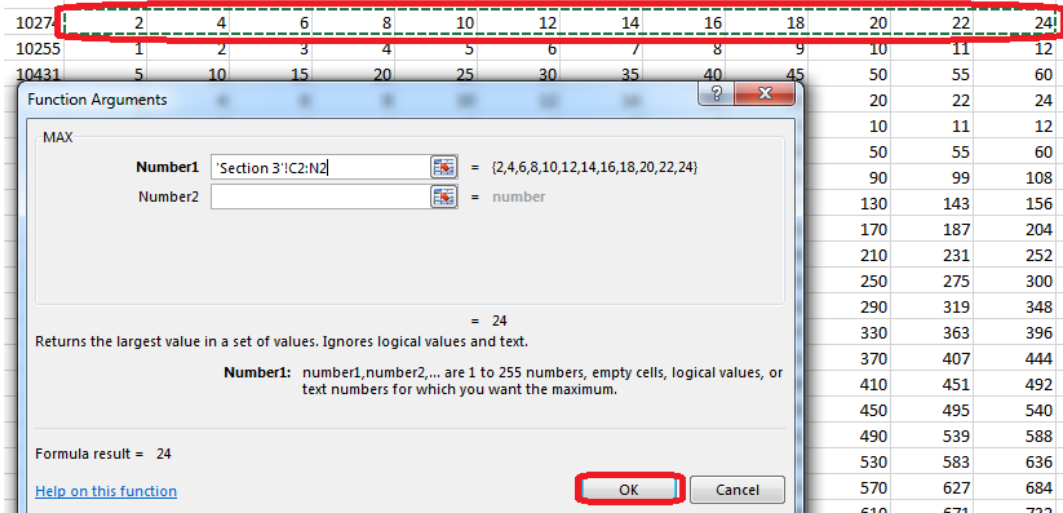 10274 2 4 6 8 10 12 14 16 18 20 22 24
10255 1 2 3 4 5 6 7 8 9 10 11 12
10431 5 10 15 20 25 30 35 40 45 50 55 60
Function Arguments ? X 20 22 24
MAX 10 11 12
50 55 60
Number1 'Section 3'!C2:N2 = {2,4,6,8,10,12,14,16,18,20,22,24}
90 99 108
Number2 = number
130 143 156
170 187 204
210 231 252
250 275 300
290 319 348
= 24
Returns the largest value in a set of values. Ignores logical values and text.
330 363 396
Number1: number1,number2,... are 1 to 255 numbers, empty cells, logical values, or
text numbers for which you want the maximum.
370 407 444
410 451 492
450 495 540
Formula result = 24
490 539 588
530 583 636
Help on this function OK Cancel
570 627 684
610 671 732